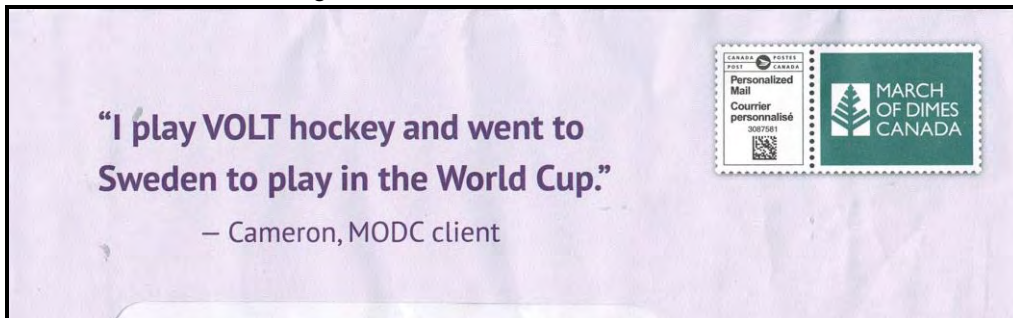 “I play VOLT hockey and went to
Sweden to play in the World Cup.”
— Cameron, MODC client
CANADA POSTES
POST CANADA
Personalized
Mail
Courrier
personnalisé
3087581
MARCH
OF DIMES
CANADA